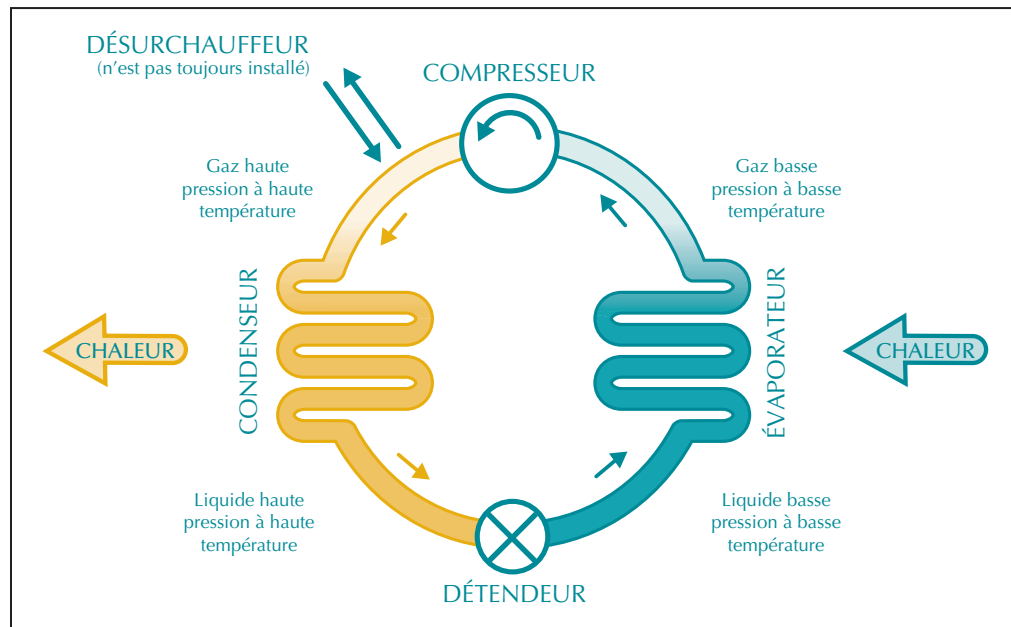 DÉSURCHAUFFEUR
(n'est pas toujours installé)
COMPRESSEUR
Gaz haute
pression à haute
température
Gaz basse
pression à basse
température
CHALEUR
CONDENSEUR
ÉVAPORATEUR
CHALEUR
Liquide haute
pression à haute
température
Liquide basse
pression à basse
température
DÉTENDEUR